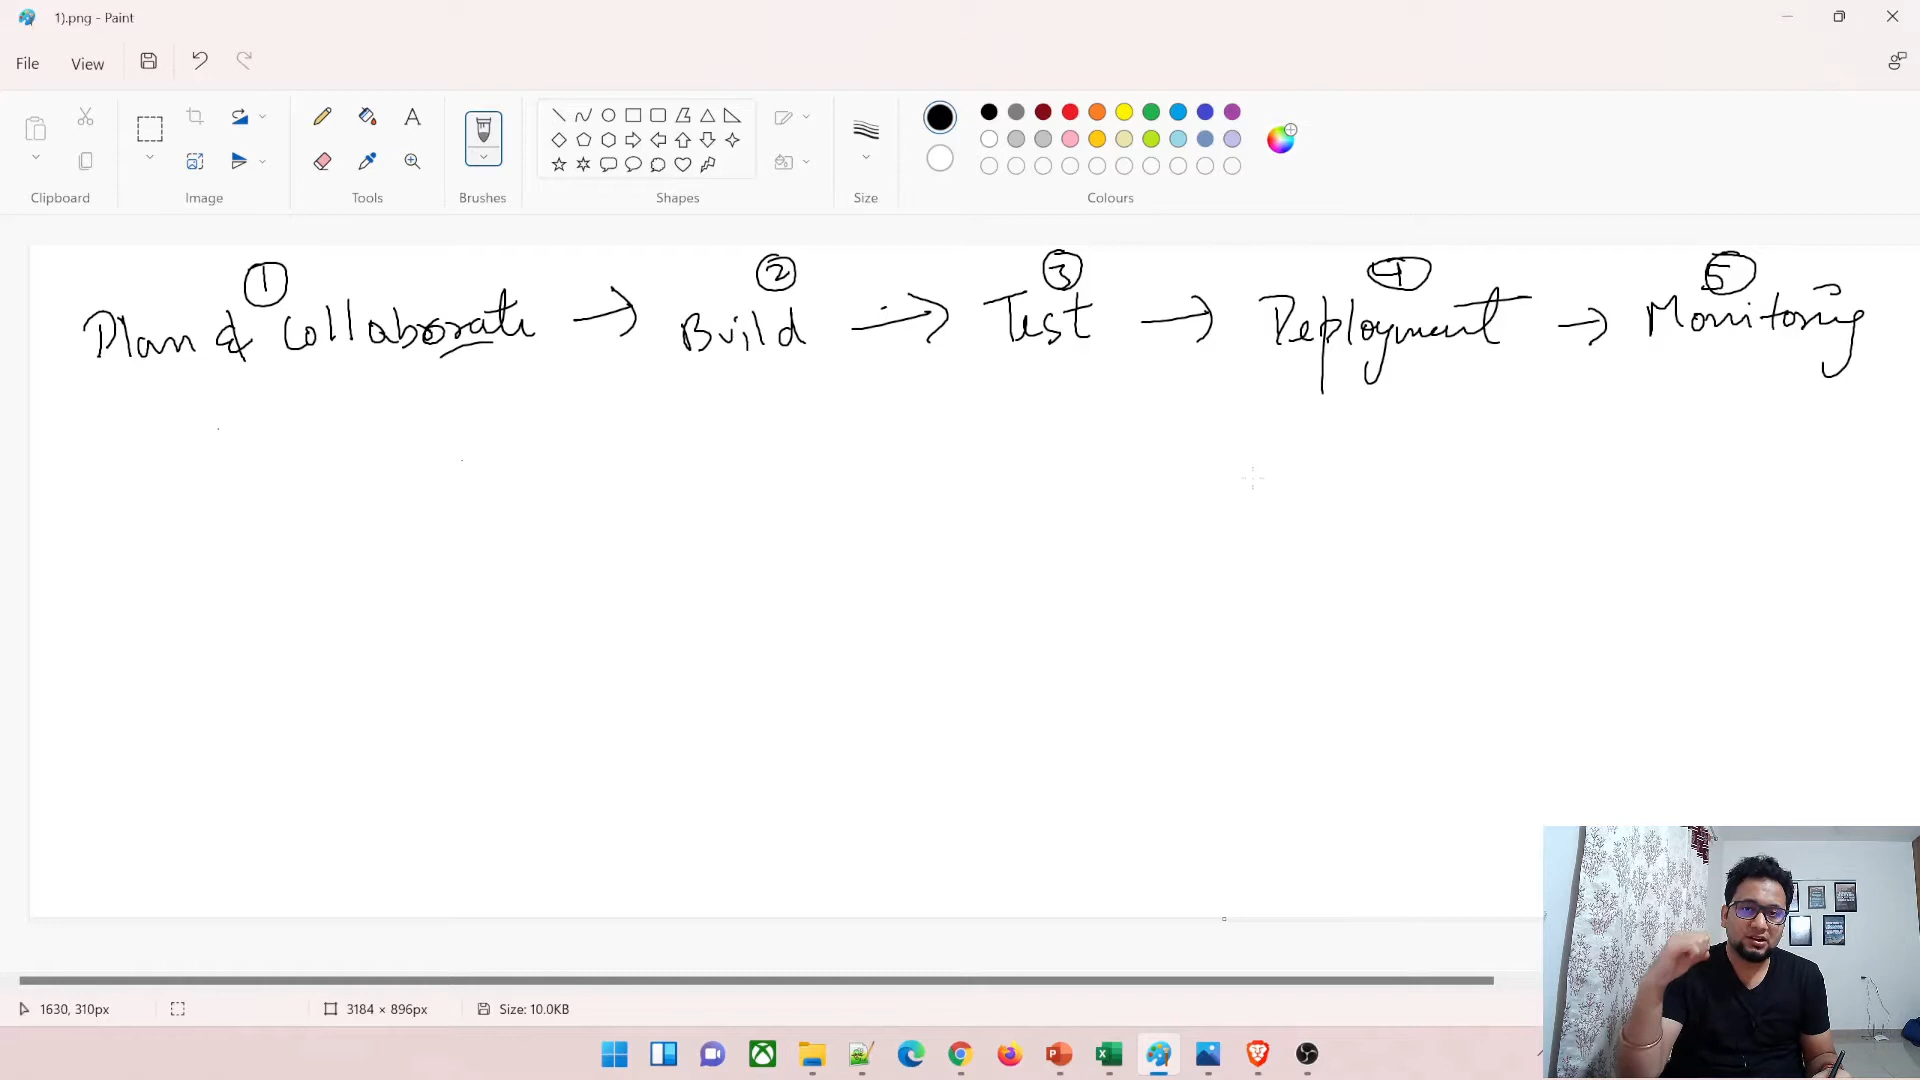 1).png - Paint
File View
Clipboard Image Tools Brushes Shapes Size Colours
1 2 3 4 5
Plan & Collaborate → Build → Test → Deployment → Monitoring
1630, 310px 3184 × 896px Size: 10.0KB